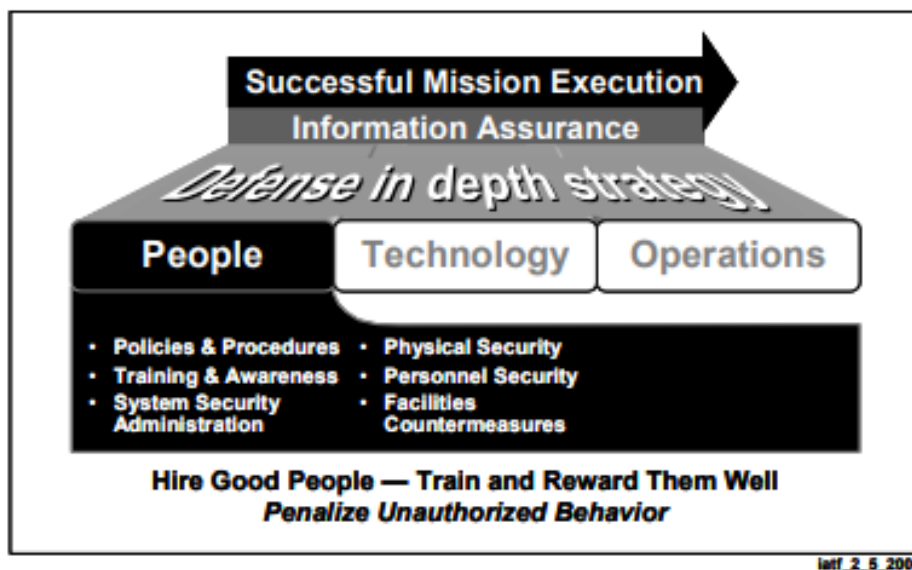 Successful Mission Execution
Information Assurance
Defense in depth strategy
People
Technology
Operations
• Policies & Procedures
• Training & Awareness
• System Security
Administration
• Physical Security
• Personnel Security
• Facilities
Countermeasures
Hire Good People — Train and Reward Them Well
Penalize Unauthorized Behavior
iatf_2_5_200